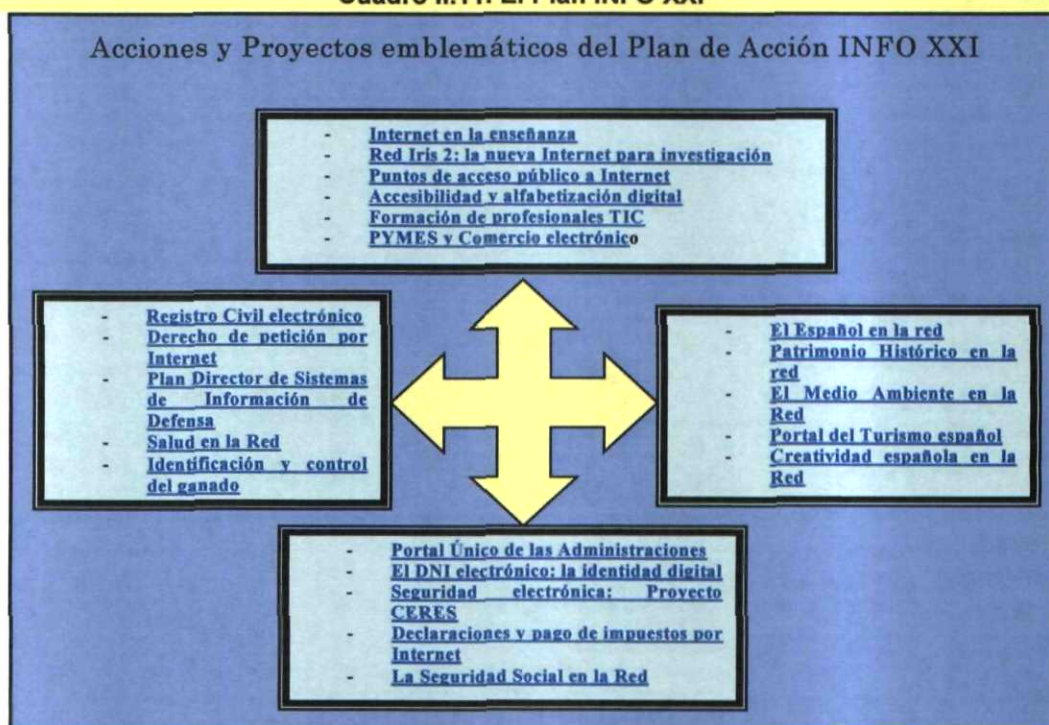 Acciones y Proyectos emblemáticos del Plan de Acción INFO XXI
- Internet en la enseñanza
- Red Iris 2: la nueva Internet para investigación
- Puntos de acceso público a Internet
- Accesibilidad y alfabetización digital
- Formación de profesionales TIC
- PYMES y Comercio electrónico
- Registro Civil electrónico
- Derecho de petición por
Internet
- Plan Director de Sistemas
de Información de
Defensa
- Salud en la Red
- Identificación y control
del ganado
- El Español en la red
- Patrimonio Histórico en la
red
- El Medio Ambiente en la
Red
- Portal del Turismo español
- Creatividad española en la
Red
- Portal Único de las Administraciones
- El DNI electrónico: la identidad digital
- Seguridad electrónica: Proyecto
CERES
- Declaraciones y pago de impuestos por
Internet
- La Seguridad Social en la Red